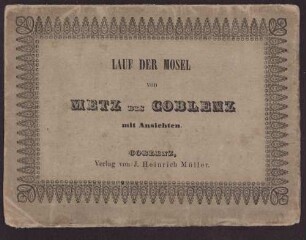 LAUF DER MOSEL
von
METZ BIS COBLENZ
mit Ansichten.
COBLENZ,
Verlag von J. Heinrich Müller.